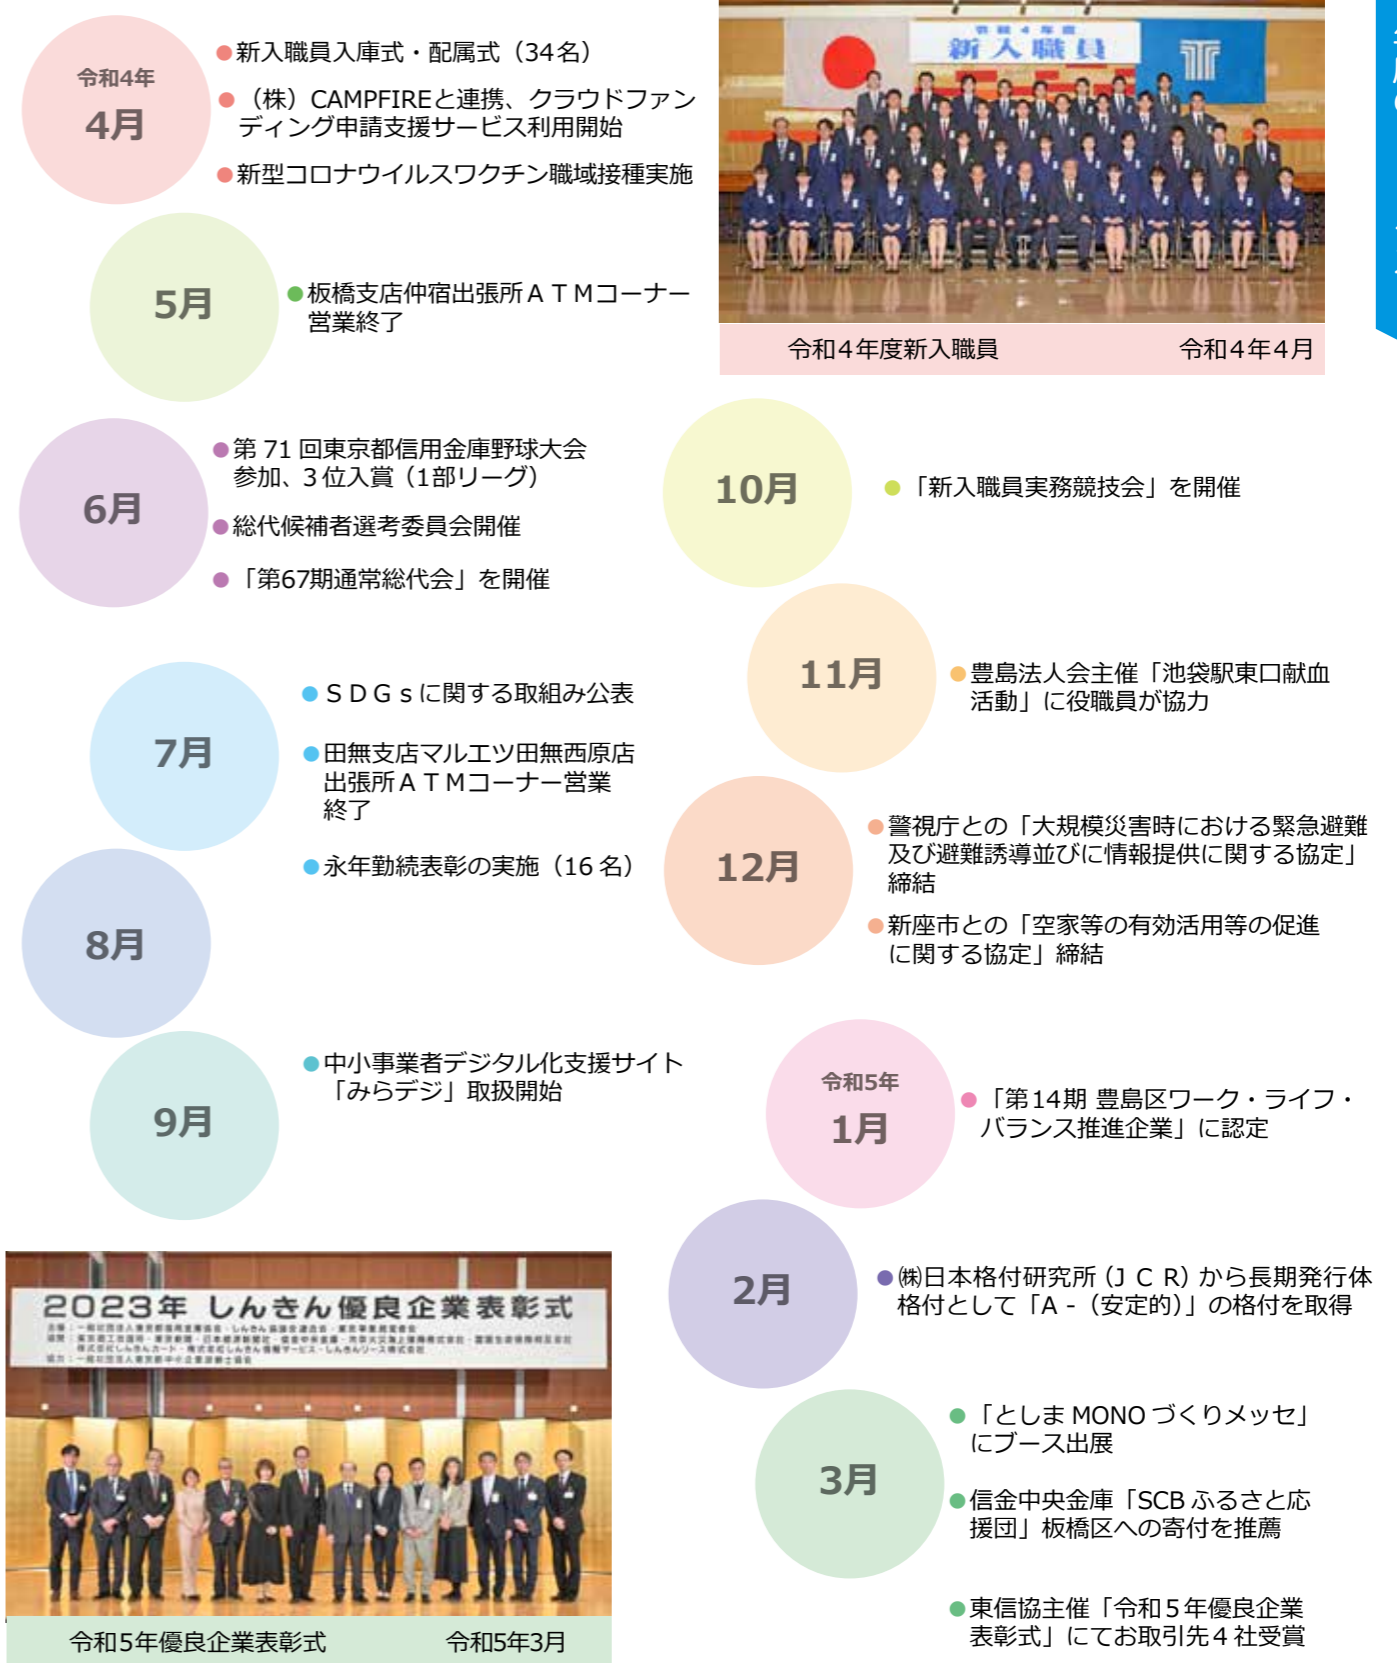 令和4年
4月
●新入職員入庫式・配属式（34名）
●（株）CAMPFIREと連携、クラウドファン
ディング申請支援サービス利用開始
●新型コロナウイルスワクチン職域接種実施
5月
●板橋支店仲宿出張所ＡＴＭコーナー
営業終了
6月
●第 71 回東京都信用金庫野球大会
参加、３位入賞（1部リーグ）
●総代候補者選考委員会開催
●「第67期通常総代会」を開催
7月
●ＳＤＧｓに関する取組み公表
●田無支店マルエツ田無西原店
出張所ＡＴＭコーナー営業
終了
●永年勤続表彰の実施（16 名）
8月
9月
●中小事業者デジタル化支援サイト
「みらデジ」取扱開始
2023年 しんきん優良企業表彰式
令和5年優良企業表彰式 令和5年3月
令和４年度
新入職員
令和４年度新入職員 令和４年４月
10月
●「新入職員実務競技会」を開催
11月
●豊島法人会主催「池袋駅東口献血
活動」に役職員が協力
12月
●警視庁との「大規模災害時における緊急避難
及び避難誘導並びに情報提供に関する協定」
締結
●新座市との「空家等の有効活用等の促進
に関する協定」締結
令和5年
1月
●「第14期 豊島区ワーク・ライフ・
バランス推進企業」に認定
2月
●㈱日本格付研究所（ＪＣＲ）から長期発行体
格付として「A -（安定的）」の格付を取得
3月
●「としま MONO づくりメッセ」
にブース出展
●信金中央金庫「SCB ふるさと応
援団」板橋区への寄付を推薦
●東信協主催「令和５年優良企業
表彰式」にてお取引先４社受賞